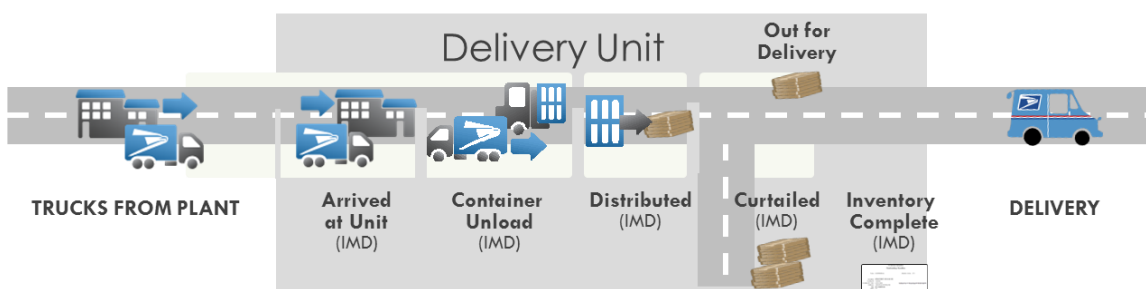 Delivery Unit
Out for
Delivery
TRUCKS FROM PLANT
Arrived
at Unit
(IMD)
Container
Unload
(IMD)
Distributed
(IMD)
Curtailed
(IMD)
Inventory
Complete
(IMD)
DELIVERY